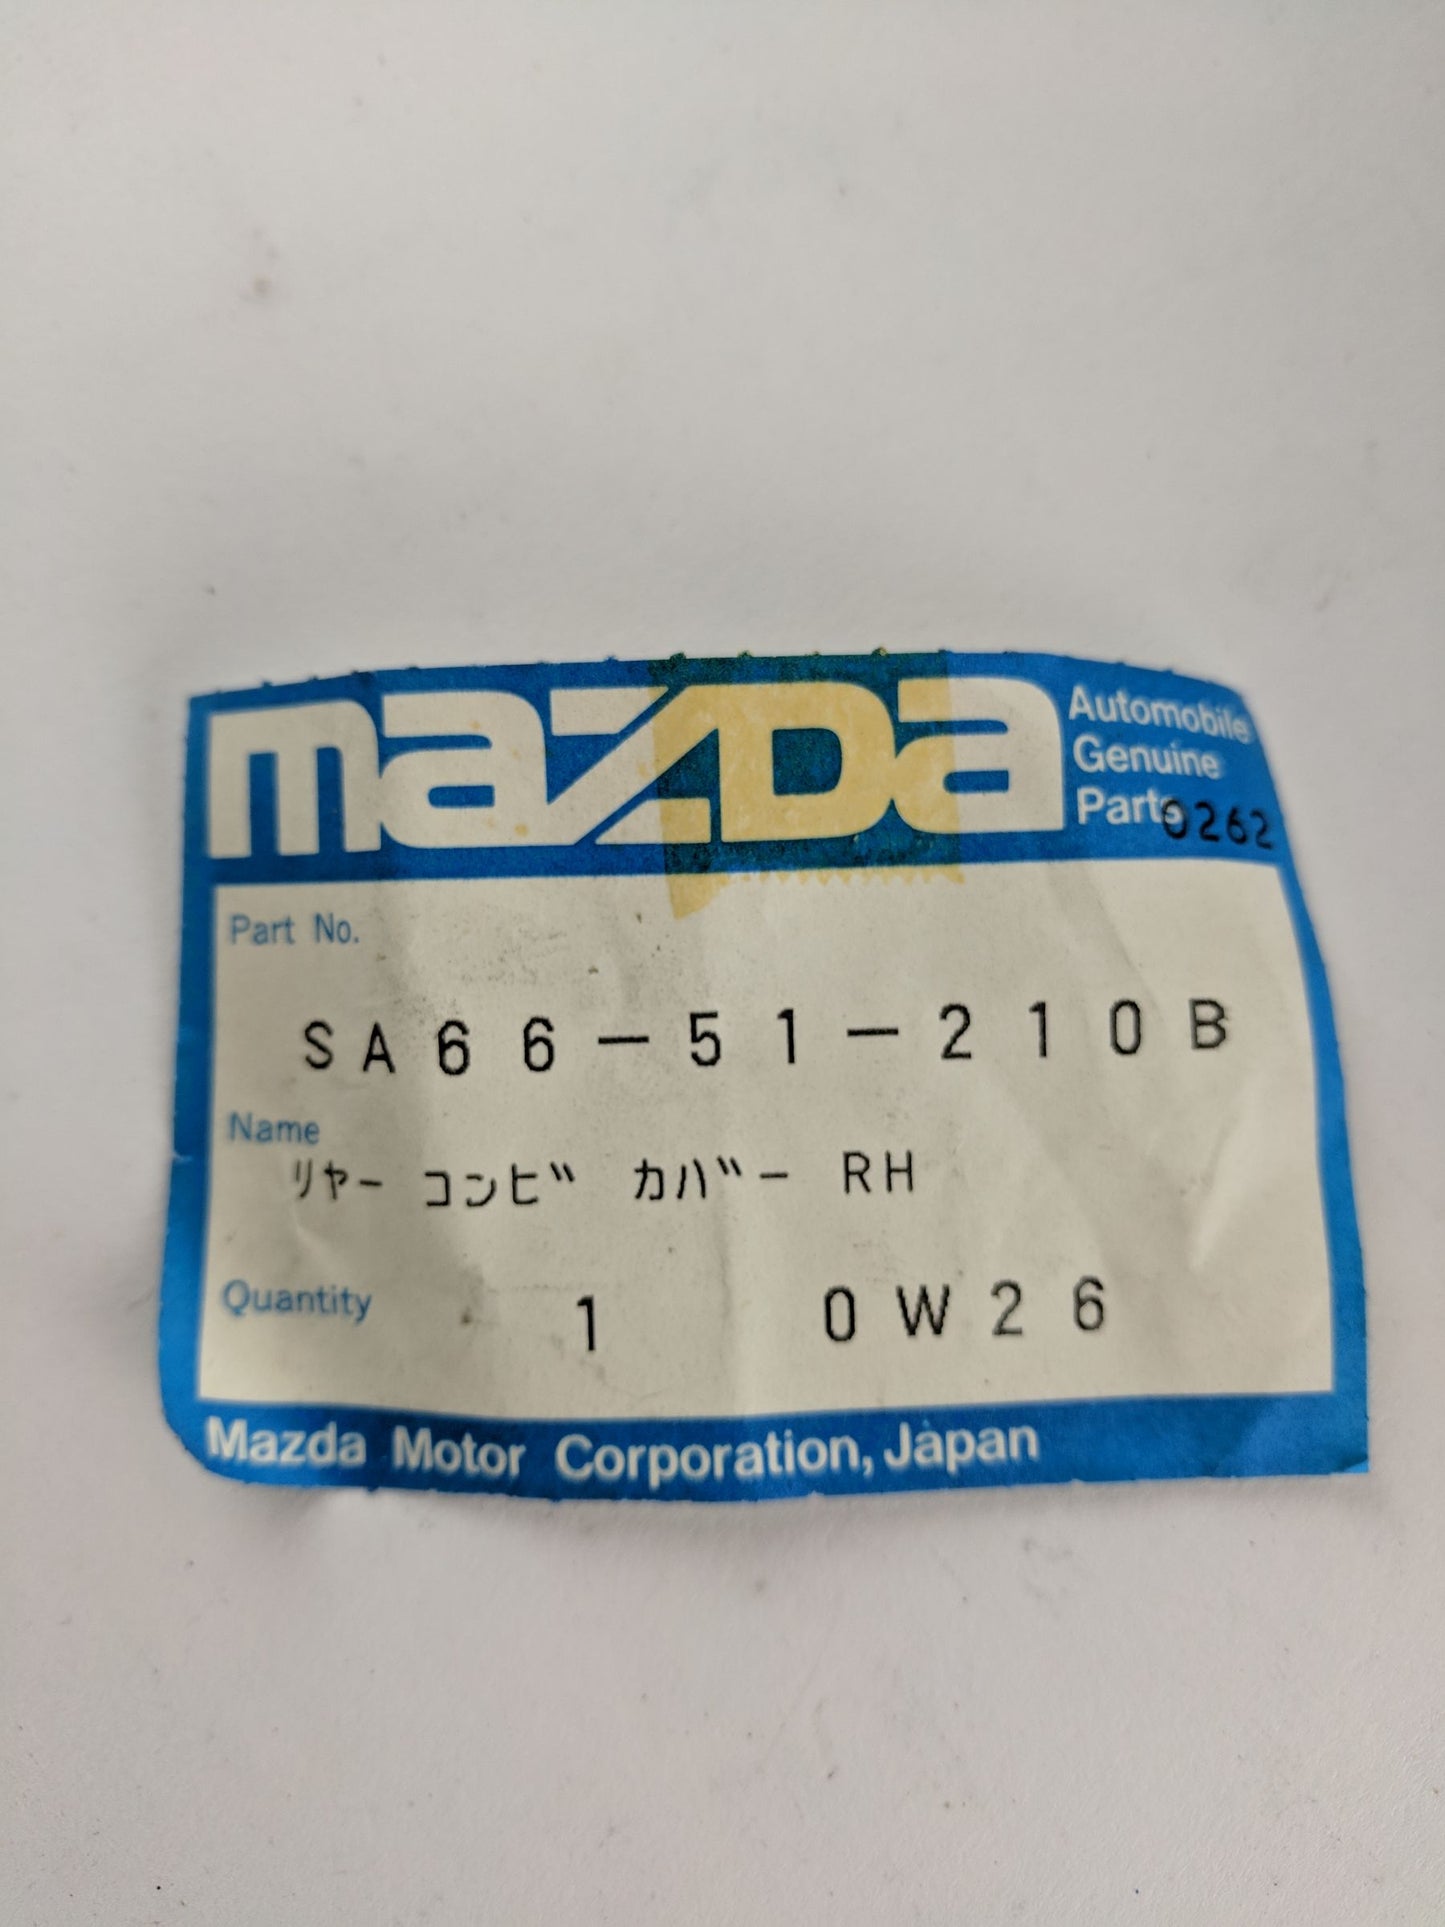 mazda
Automobile
Genuine
Parts
0262
Part No.
SA66-51-210B
Name
リヤー コンビ゛ カバ゛ー RH
Quantity 1 0W26
Mazda Motor Corporation, Japan